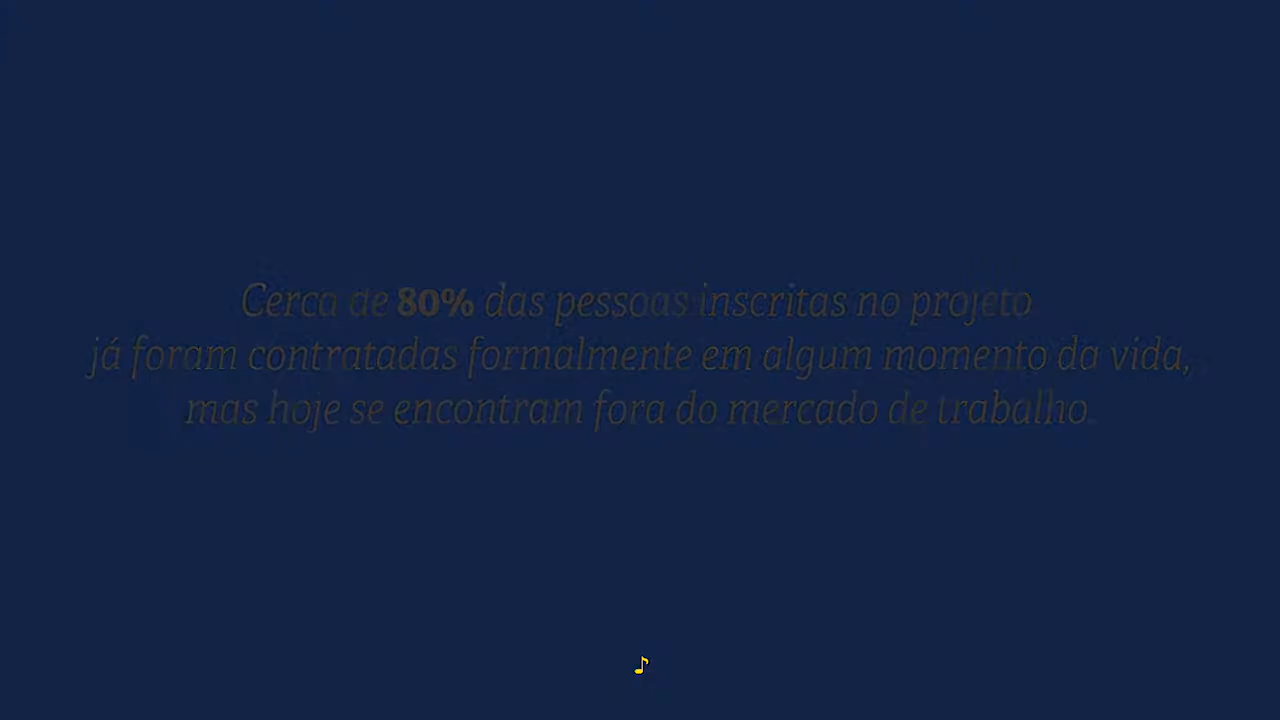 Cerca de 80% das pessoas inscritas no projeto
já foram contratadas formalmente em algum momento da vida,
mas hoje se encontram fora do mercado de trabalho.
♪